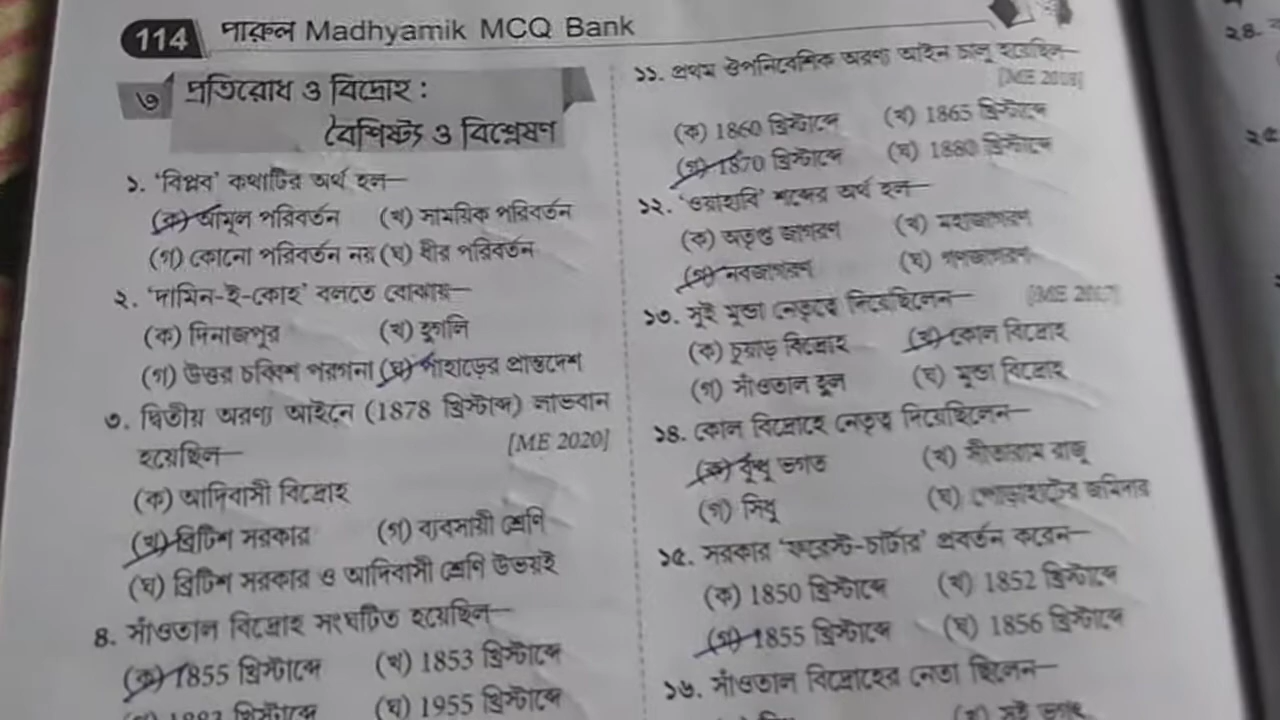 114 পারুল Madhyamik MCQ Bank
৩ প্রতিরোধ ও বিদ্রোহ :
বৈশিষ্ট্য ও বিশ্লেষণ
১. 'বিপ্লব' কথাটির অর্থ হল—
(ক) আমূল পরিবর্তন (খ) সাময়িক পরিবর্তন
(গ) কোনো পরিবর্তন নয় (ঘ) ধীর পরিবর্তন
২. 'দামিন-ই-কোহ' বলতে বোঝায়—
(ক) দিনাজপুর (খ) হুগলি
(গ) উত্তর চব্বিশ পরগনা (ঘ) পাহাড়ের প্রান্তদেশ
৩. দ্বিতীয় অরণ্য আইনে (1878 খ্রিস্টাব্দ) লাভবান
হয়েছিল— [ME 2020]
(ক) আদিবাসী বিদ্রোহ
(খ) ব্রিটিশ সরকার (গ) ব্যবসায়ী শ্রেণি
(ঘ) ব্রিটিশ সরকার ও আদিবাসী শ্রেণি উভয়ই
৪. সাঁওতাল বিদ্রোহ সংঘটিত হয়েছিল—
(ক) 1855 খ্রিস্টাব্দে (খ) 1853 খ্রিস্টাব্দে
খ্রিস্টাব্দে (ঘ) 1955 খ্রিস্টাব্দে
১১. প্রথম ঔপনিবেশিক অরণ্য আইন চালু হয়েছিল—
[ME 2018]
(ক) 1860 খ্রিস্টাব্দে (খ) 1865 খ্রিস্টাব্দে
(গ) 1870 খ্রিস্টাব্দে (ঘ) 1880 খ্রিস্টাব্দে
১২. 'ওয়াহাবি' শব্দের অর্থ হল—
(ক) জাগরণ (খ) মহাজাগরণ
(গ) নবজাগরণ (ঘ) গণজাগরণ
১৩. সুই মুন্ডা নেতৃত্বে দিয়েছিলেন— [ME 2017]
(ক) চুয়াড় বিদ্রোহ (খ) কোল বিদ্রোহ
(গ) সাঁওতাল হুল (ঘ) মুন্ডা বিদ্রোহ
১৪. কোল বিদ্রোহে নেতৃত্ব দিয়েছিলেন—
(ক) বুধু ভগত (খ) সীতারাম রাজু
(গ) সিধু (ঘ) পোড়াহাটের জমিদার
১৫. সরকার 'ফরেস্ট-চার্টার' প্রবর্তন করেন—
(ক) 1850 খ্রিস্টাব্দে (খ) 1852 খ্রিস্টাব্দে
(গ) 1855 খ্রিস্টাব্দে (ঘ) 1856 খ্রিস্টাব্দে
১৬. সাঁওতাল বিদ্রোহের নেতা ছিলেন—
২৪.
২৫